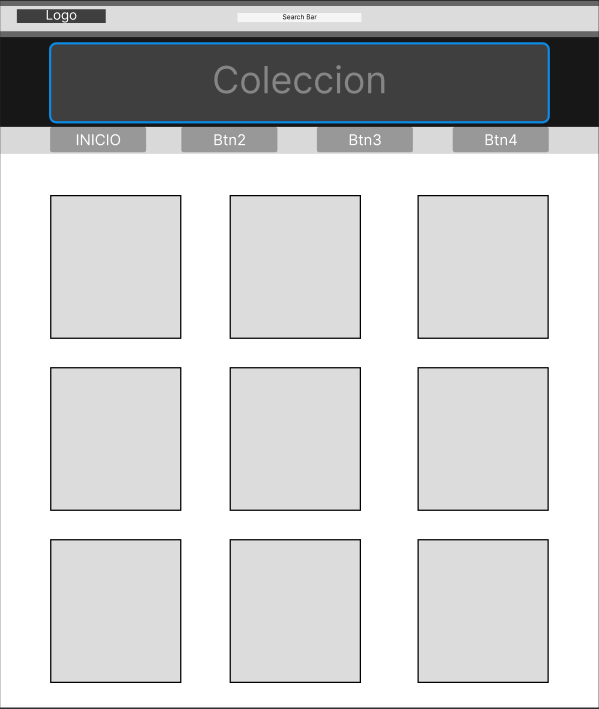 Logo
Search Bar
Coleccion
INICIO
Btn2
Btn3
Btn4